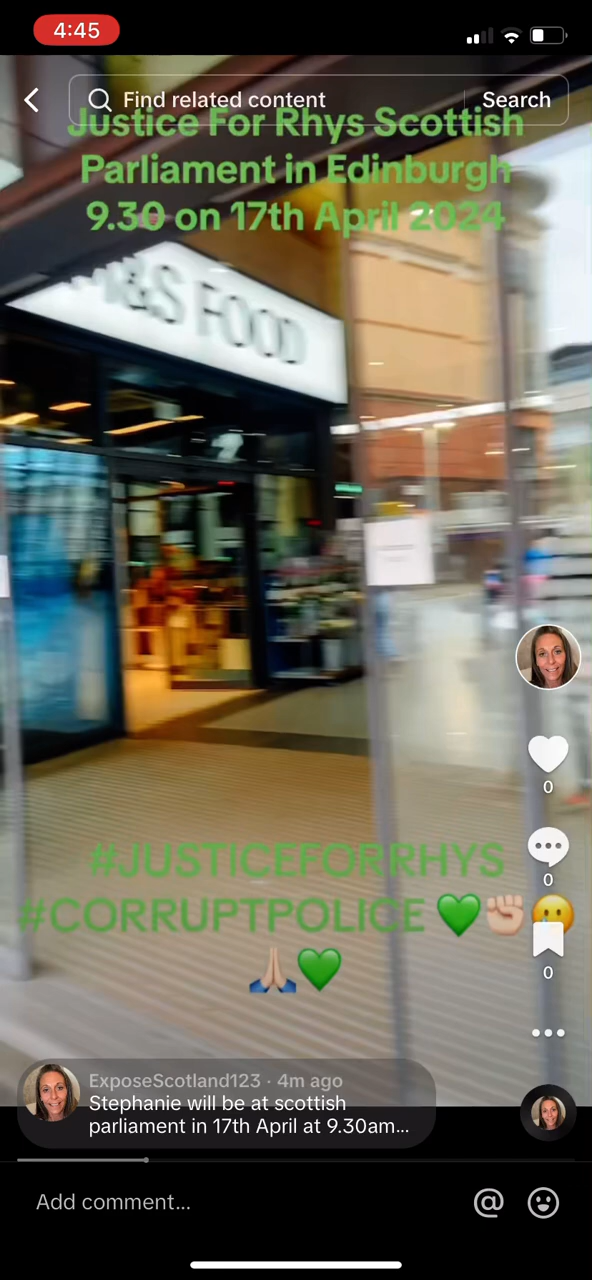 4:45
Find related content
Search
Justice For Rhys Scottish
Parliament in Edinburgh
9.30 on 17th April 2024
M&S FOOD
#JUSTICEFORRHYS
#CORRUPTPOLICE 💚✊🏼🤫
🙏🏼💚
0
0
0
ExposeScotland123 · 4m ago
Stephanie will be at scottish
parliament in 17th April at 9.30am...
Add comment...
@